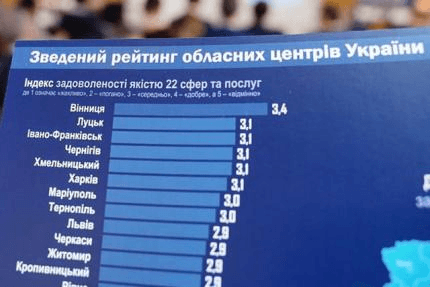 Зведений рейтинг обласних центрів України
Індекс задоволеності якістю 22 сфер та послуг
де 1 означає «жахливо», 2 – «погано», 3 – «середньо», 4 – «добре», а 5 – «відмінно»
Вінниця 3,4
Луцьк 3,1
Івано-Франківськ 3,1
Чернігів 3,1
Хмельницький 3,1
Харків 3,1
Маріуполь 3,0
Тернопіль 3,0
Львів 2,9
Черкаси 2,9
Житомир 2,9
Кропивницький 2,9